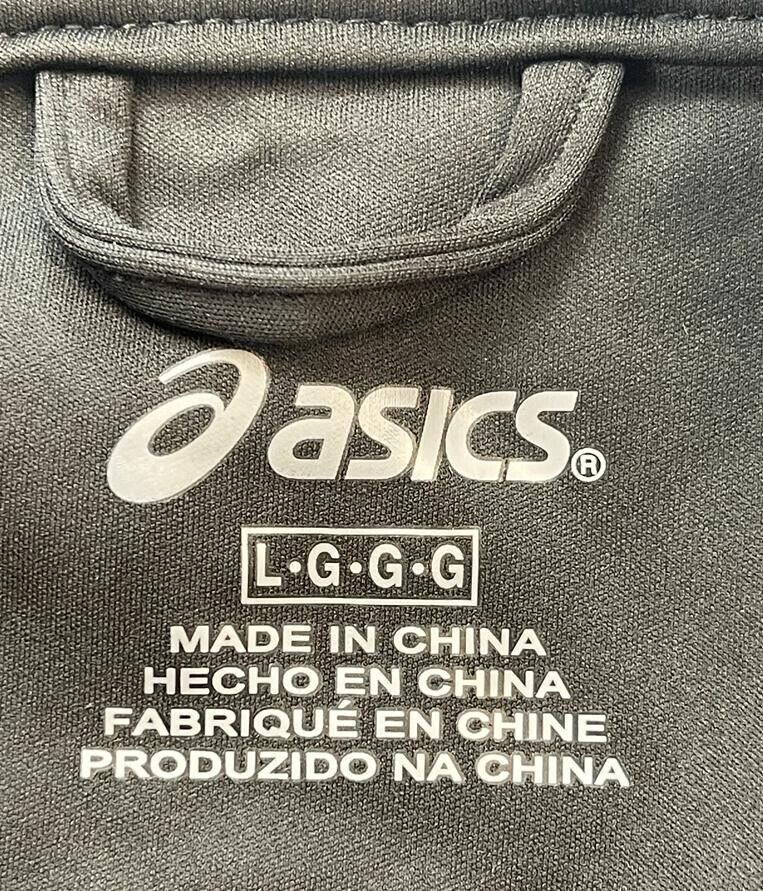 asics®
L·G·G·G
MADE IN CHINA
HECHO EN CHINA
FABRIQUÉ EN CHINE
PRODUZIDO NA CHINA